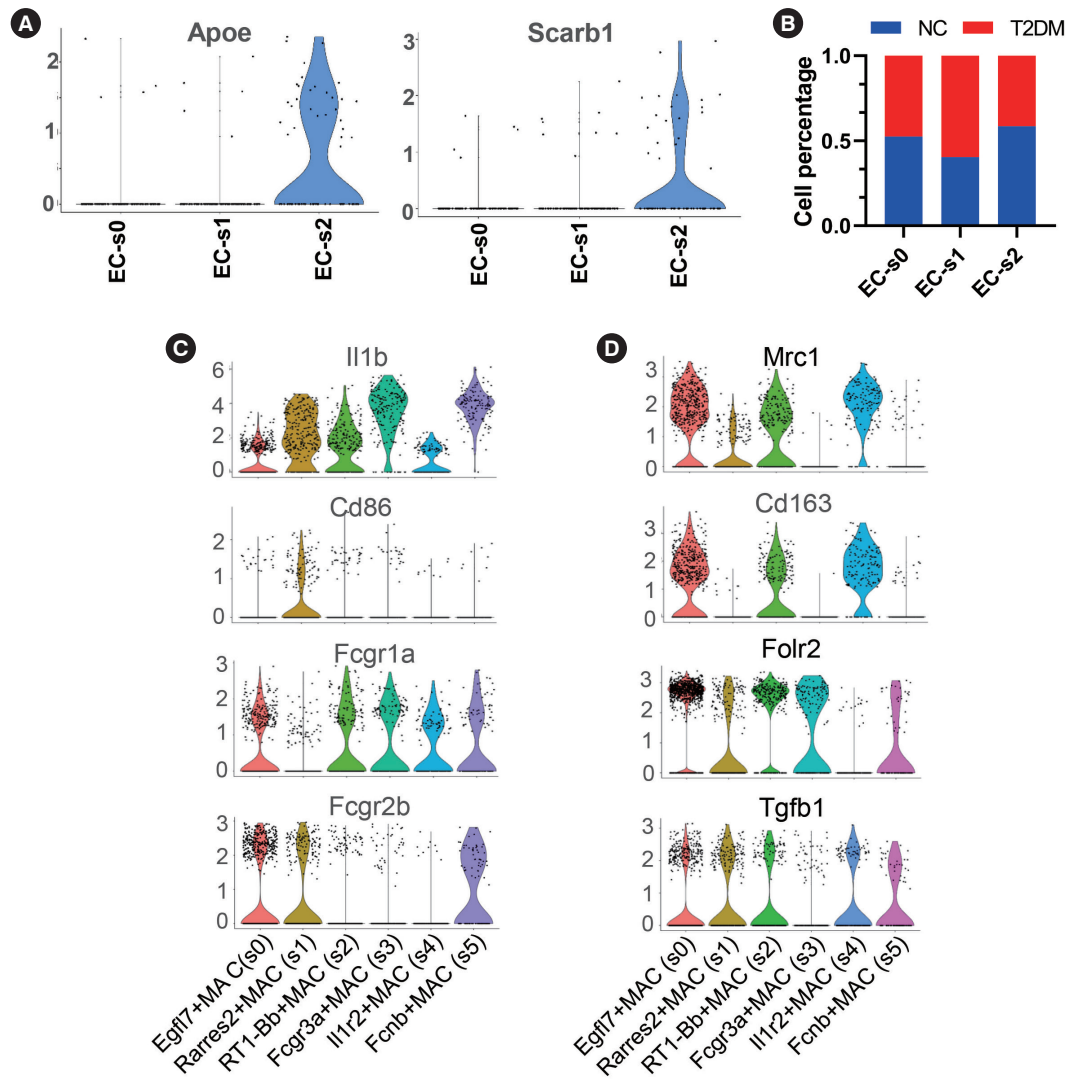 A
Apoe
2
1
0
EC-s0
EC-s1
EC-s2
Scarb1
3
2
1
0
EC-s0
EC-s1
EC-s2
B
NC
T2DM
Cell percentage
1.0
0.5
0.0
EC-s0
EC-s1
EC-s2
C
Il1b
6
4
2
0
Cd86
2
1
0
Fcgr1a
3
2
1
0
Fcgr2b
3
2
1
0
Egfl7+MA C(s0)
Rarres2+MAC (s1)
RT1-Bb+MAC (s2)
Fcgr3a+MAC (s3)
Il1r2+MAC (s4)
Fcnb+MAC (s5)
D
Mrc1
3
2
1
0
Cd163
3
2
1
0
Folr2
3
2
1
0
Tgfb1
3
2
1
0
Egfl7+MAC (s0)
Rarres2+MAC (s1)
RT1-Bb+MAC (s2)
Fcgr3a+MAC (s3)
Il1r2+MAC (s4)
Fcnb+MAC (s5)